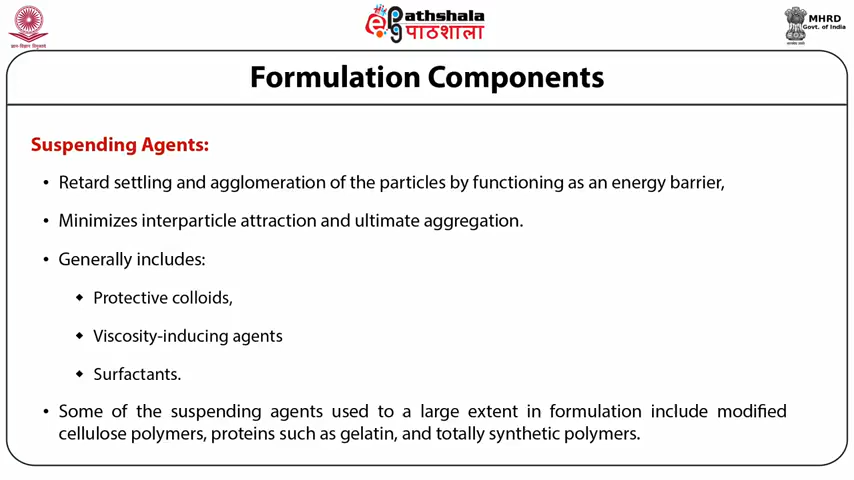 ePathshala
पाठशाला
MHRD
Govt. of India
Formulation Components
Suspending Agents:
• Retard settling and agglomeration of the particles by functioning as an energy barrier,
• Minimizes interparticle attraction and ultimate aggregation.
• Generally includes:
◆ Protective colloids,
◆ Viscosity-inducing agents
◆ Surfactants.
• Some of the suspending agents used to a large extent in formulation include modified
cellulose polymers, proteins such as gelatin, and totally synthetic polymers.